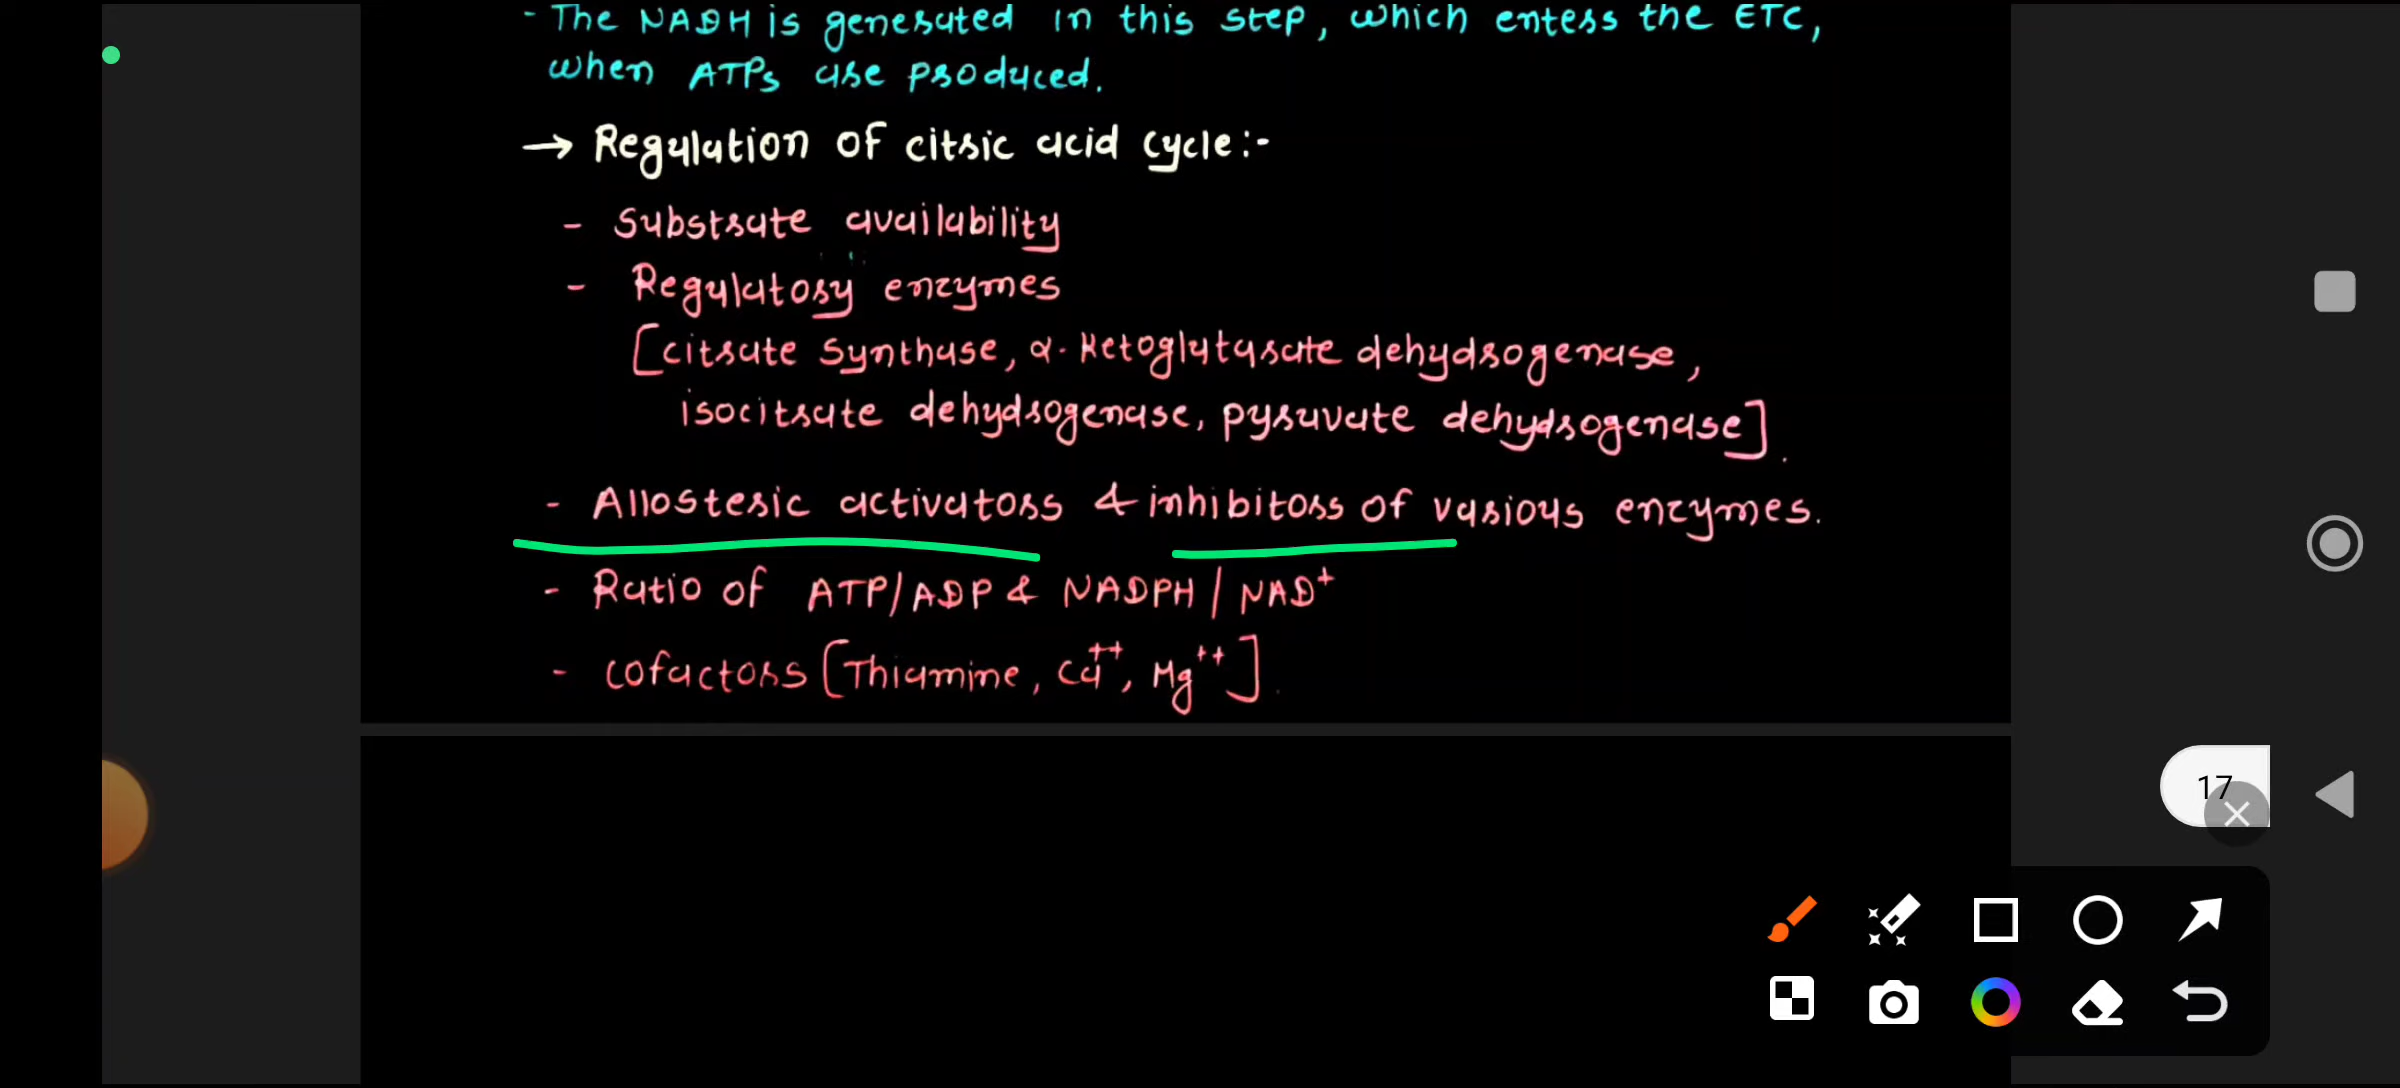 - The NADH is generated in this step, which enters the ETC,
when ATPs are produced.
→ Regulation of citric acid cycle:-
- Substrate availability
- Regulatory enzymes
[citrate synthase, α-Ketoglutarate dehydrogenase,
isocitrate dehydrogenase, pyruvate dehydrogenase].
- Allosteric activators & inhibitors of various enzymes.
- Ratio of ATP/ADP & NADPH/NAD⁺
- cofactors [Thiamine, Ca⁺⁺, Mg⁺⁺].
17